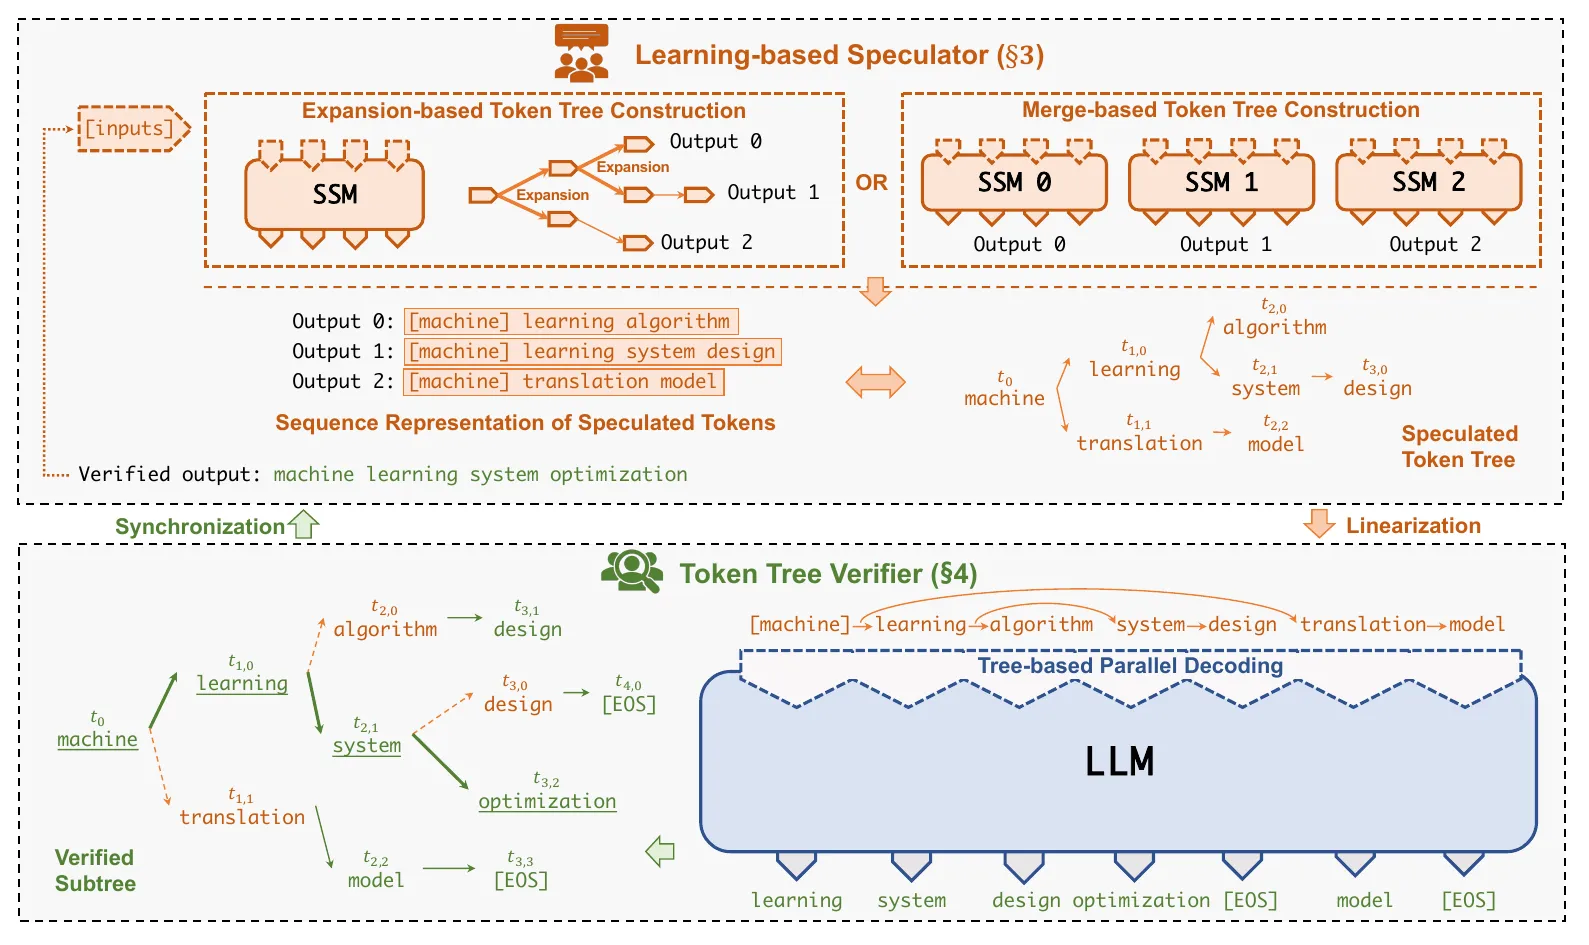 Learning-based Speculator (§3)
[inputs]
Expansion-based Token Tree Construction
SSM
Expansion
Expansion
Output 0
Output 1
Output 2
OR
Merge-based Token Tree Construction
SSM 0
SSM 1
SSM 2
Output 0
Output 1
Output 2
Output 0: [machine] learning algorithm
Output 1: [machine] learning system design
Output 2: [machine] translation model
Sequence Representation of Speculated Tokens
t0
machine
t1,0
learning
t1,1
translation
t2,0
algorithm
t2,1
system
t2,2
model
t3,0
design
Speculated
Token Tree
Verified output: machine learning system optimization
Synchronization
Linearization
Token Tree Verifier (§4)
t0
machine
t1,0
learning
t1,1
translation
t2,0
algorithm
t2,1
system
t2,2
model
t3,1
design
t3,0
design
t3,2
optimization
t3,3
[EOS]
t4,0
[EOS]
Verified
Subtree
[machine] learning algorithm system design translation model
Tree-based Parallel Decoding
LLM
learning system design optimization [EOS] model [EOS]